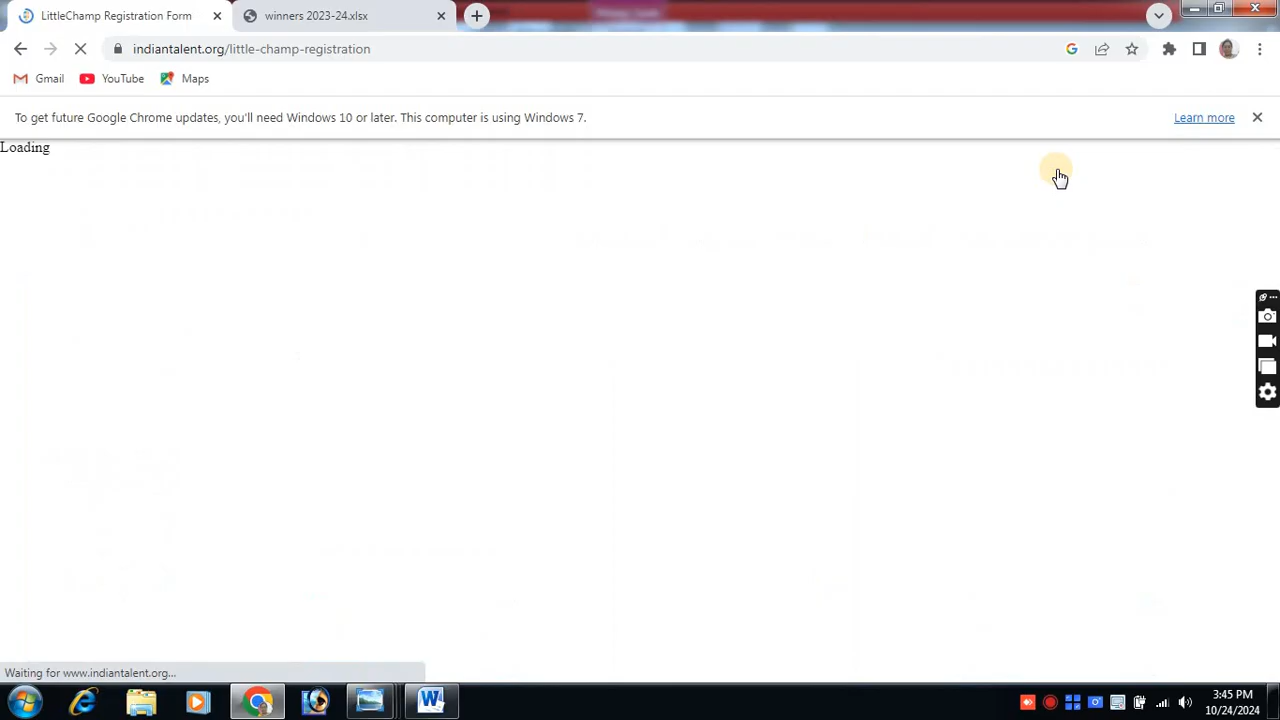 LittleChamp Registration Form
winners 2023-24.xlsx
indiantalent.org/little-champ-registration
Gmail
YouTube
Maps
To get future Google Chrome updates, you'll need Windows 10 or later. This computer is using Windows 7.
Learn more
Loading
Waiting for www.indiantalent.org...
3:45 PM
10/24/2024